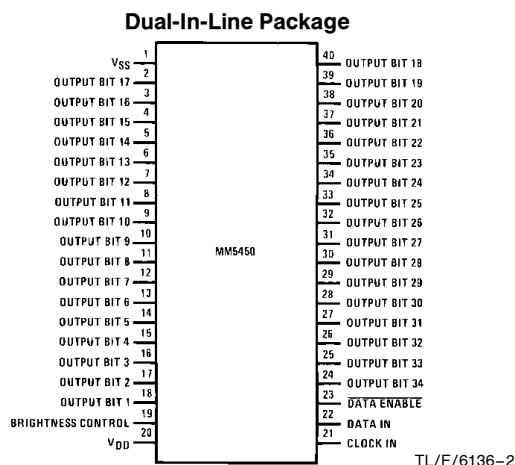 Dual-In-Line Package
1
VSS
2
OUTPUT BIT 17
3
OUTPUT BIT 16
4
OUTPUT BIT 15
5
OUTPUT BIT 14
6
OUTPUT BIT 13
7
OUTPUT BIT 12
8
OUTPUT BIT 11
9
OUTPUT BIT 10
10
OUTPUT BIT 9
11
OUTPUT BIT 8
12
OUTPUT BIT 7
13
OUTPUT BIT 6
14
OUTPUT BIT 5
15
OUTPUT BIT 4
16
OUTPUT BIT 3
17
OUTPUT BIT 2
18
OUTPUT BIT 1
19
BRIGHTNESS CONTROL
20
VDD
MM5450
40
OUTPUT BIT 18
39
OUTPUT BIT 19
38
OUTPUT BIT 20
37
OUTPUT BIT 21
36
OUTPUT BIT 22
35
OUTPUT BIT 23
34
OUTPUT BIT 24
33
OUTPUT BIT 25
32
OUTPUT BIT 26
31
OUTPUT BIT 27
30
OUTPUT BIT 28
29
OUTPUT BIT 29
28
OUTPUT BIT 30
27
OUTPUT BIT 31
26
OUTPUT BIT 32
25
OUTPUT BIT 33
24
OUTPUT BIT 34
23
DATA ENABLE
22
DATA IN
21
CLOCK IN
TL/F/6136–2